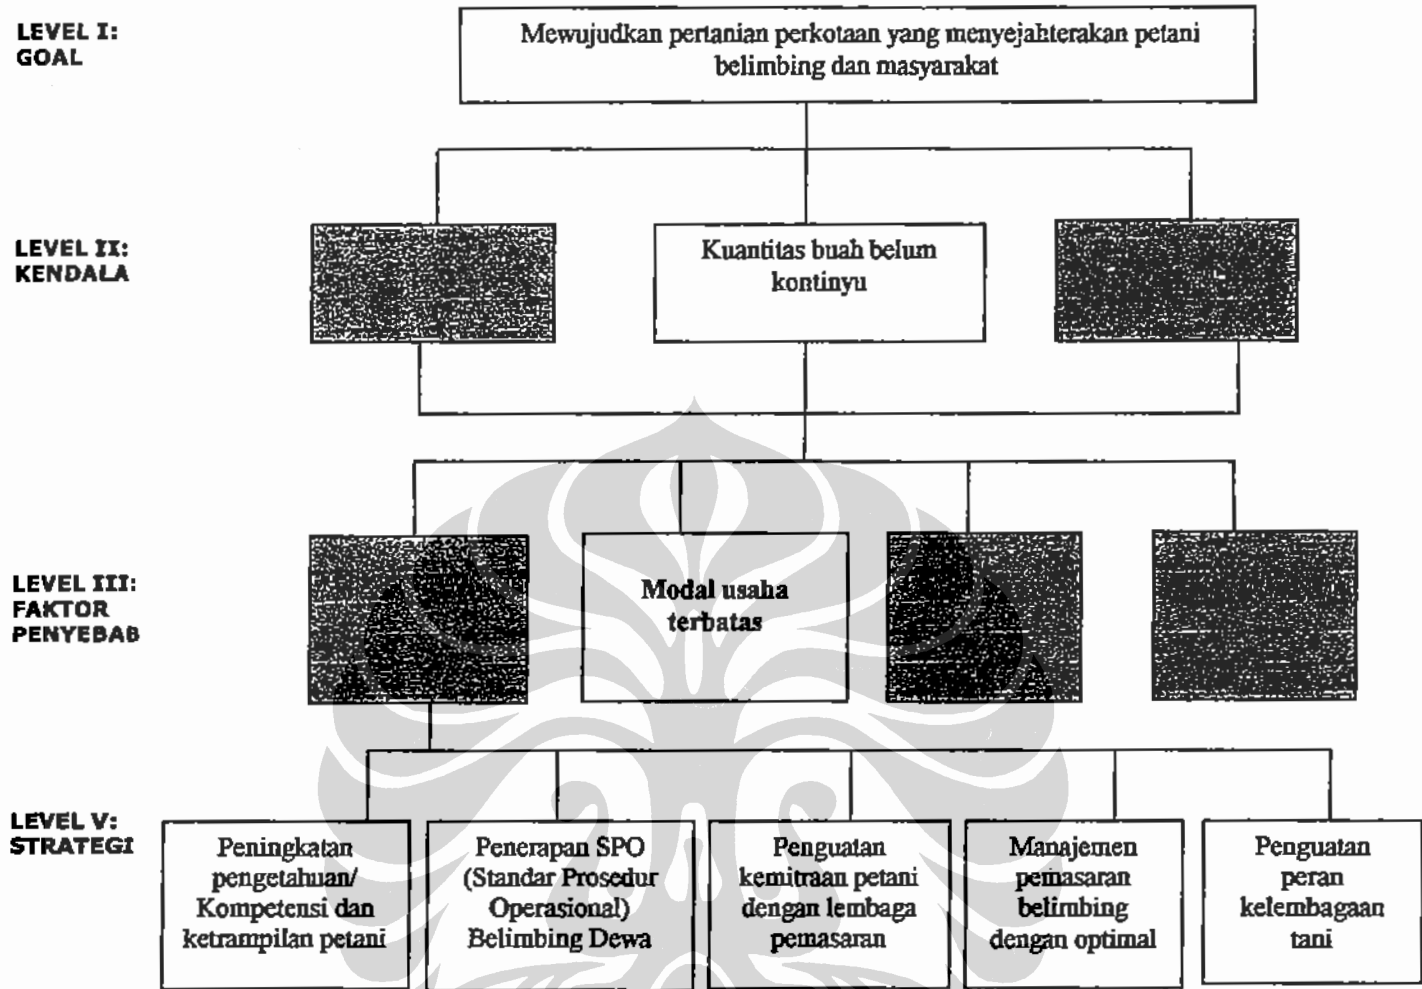 LEVEL I:
GOAL
Mewujudkan pertanian perkotaan yang menyejahterakan petani
belimbing dan masyarakat
LEVEL II:
KENDALA
Kuantitas buah belum
kontinyu
LEVEL III:
FAKTOR
PENYEBAB
Modal usaha
terbatas
LEVEL V:
STRATEGI
Peningkatan
pengetahuan/
Kompetensi dan
ketrampilan petani
Penerapan SPO
(Standar Prosedur
Operasional)
Belimbing Dewa
Penguatan
kemitraan petani
dengan lembaga
pemasaran
Manajemen
pemasaran
belimbing
dengan optimal
Penguatan
peran
kelembagaan
tani